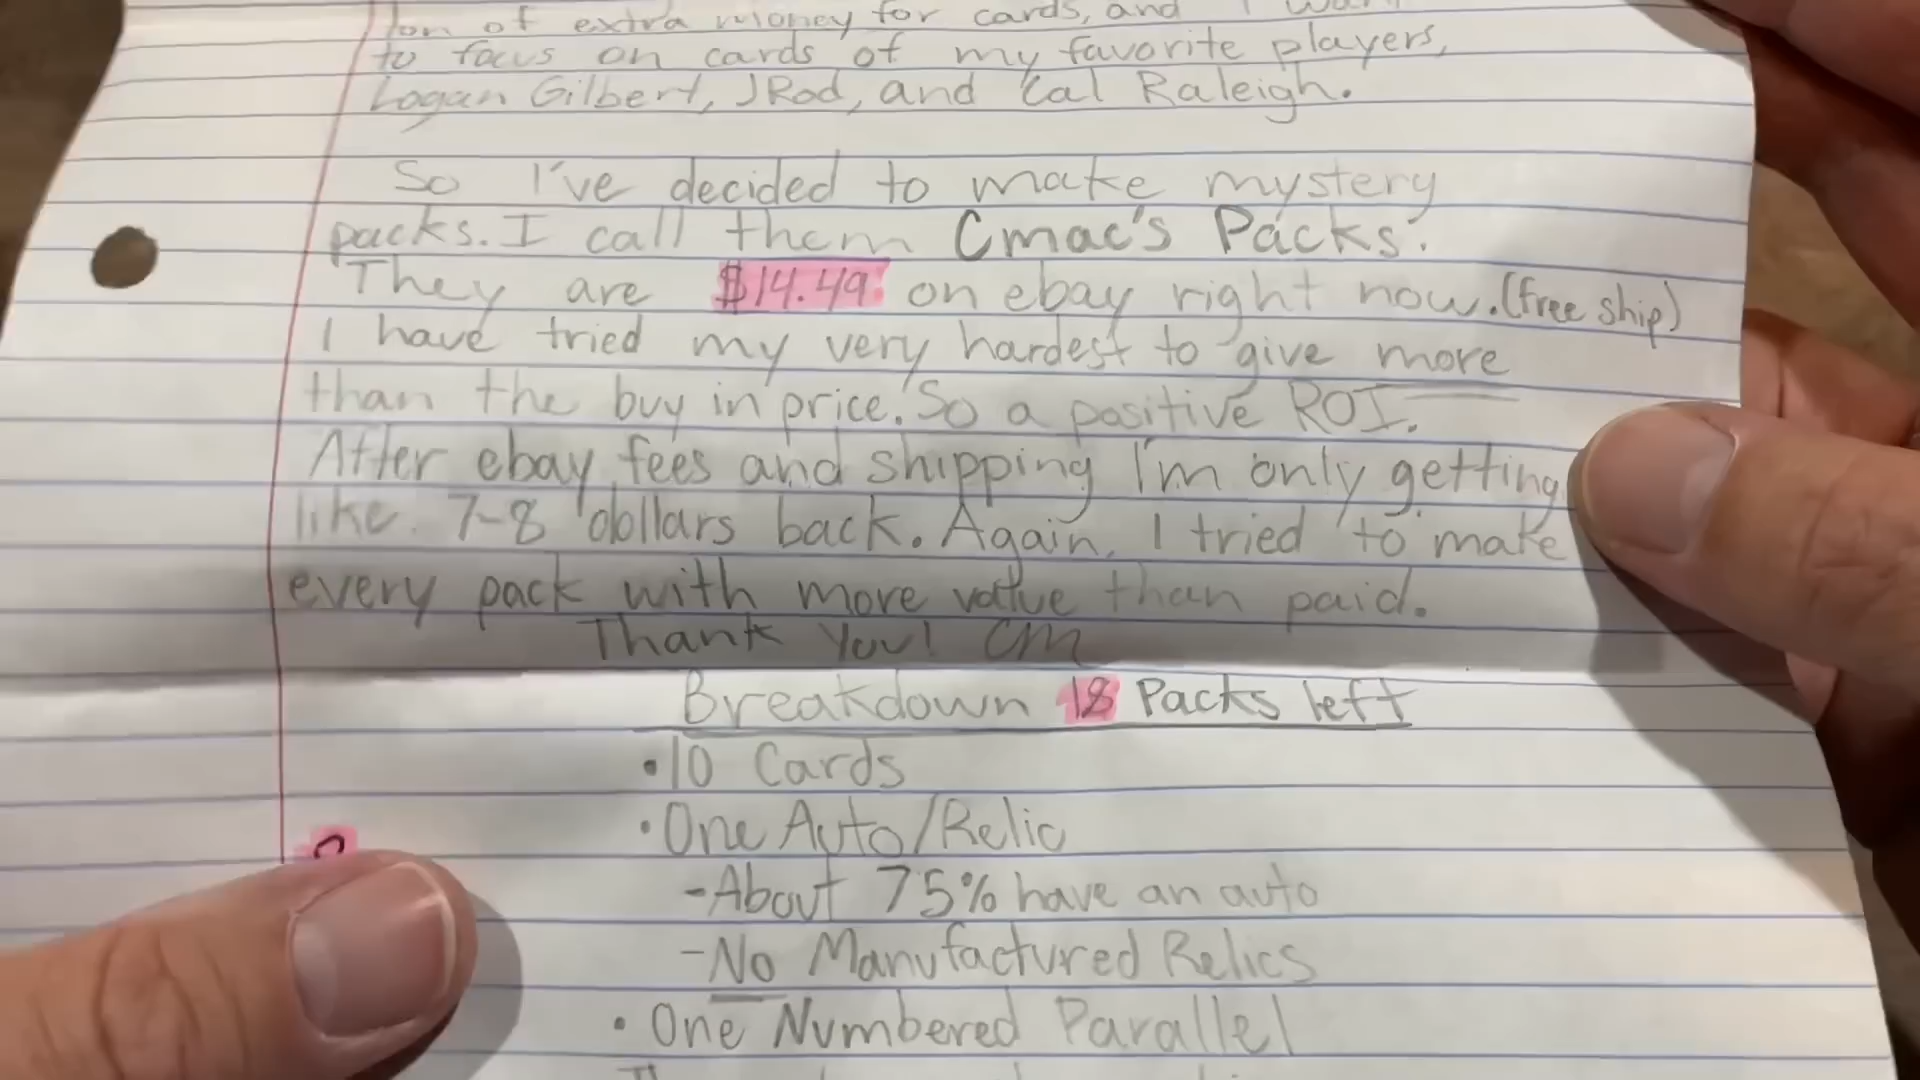 ton of extra money for cards, and I want
to focus on cards of my favorite players,
Logan Gilbert, JRod, and Cal Raleigh.
So I've decided to make mystery
packs. I call them Cmac's Packs.
They are $14.49 on ebay right now. (free ship)
I have tried my very hardest to give more
than the buy in price. So a positive ROI.
After ebay fees and shipping I'm only getting
like 7-8 dollars back. Again, I tried to make
every pack with more value than paid.
Thank You! CM
Breakdown 18 Packs left
•10 Cards
•One Auto/Relic
-About 75% have an auto
-No Manufactured Relics
•One Numbered Parallel